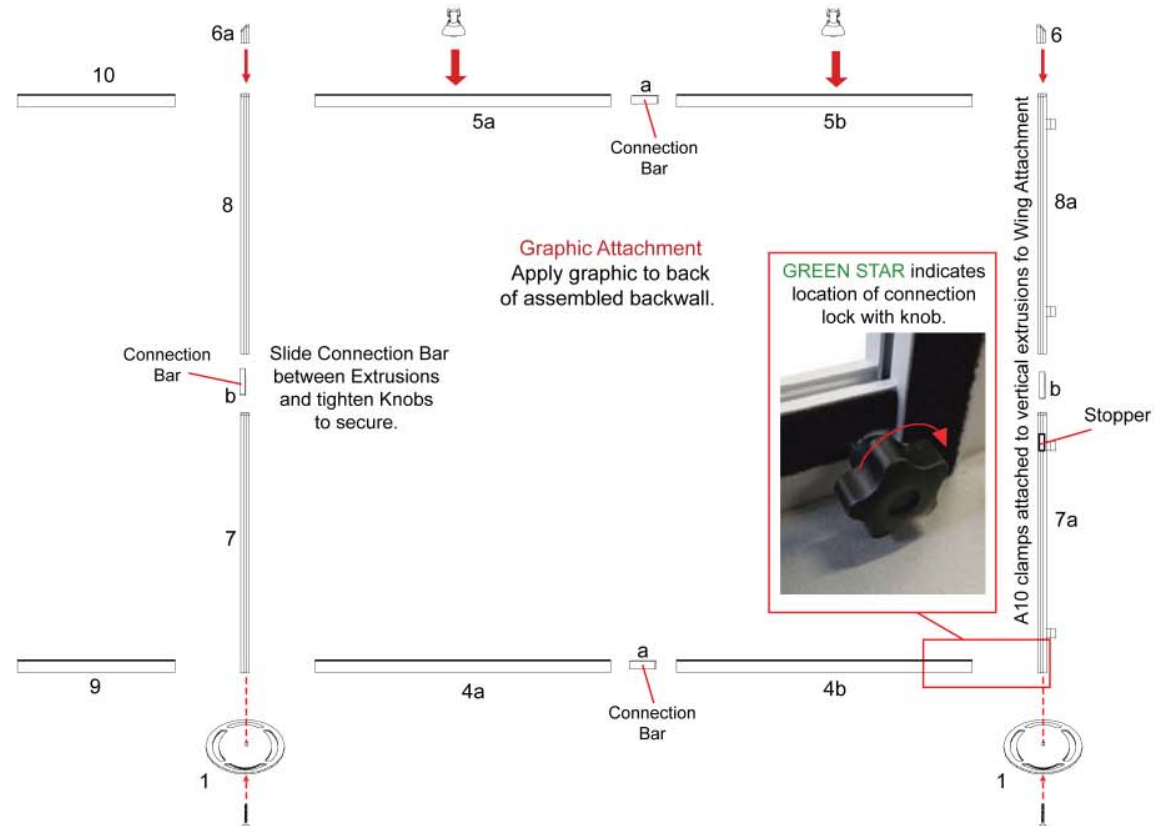 6a
6
10
a
5a
5b
Connection
Bar
8
8a
Graphic Attachment
Apply graphic to back
of assembled backwall.
GREEN STAR indicates
location of connection
lock with knob.
A10 clamps attached to vertical extrusions fo Wing Attachment
Connection
Bar
b
Slide Connection Bar
between Extrusions
and tighten Knobs
to secure.
b
Stopper
7
7a
a
9
4a
4b
Connection
Bar
1
1